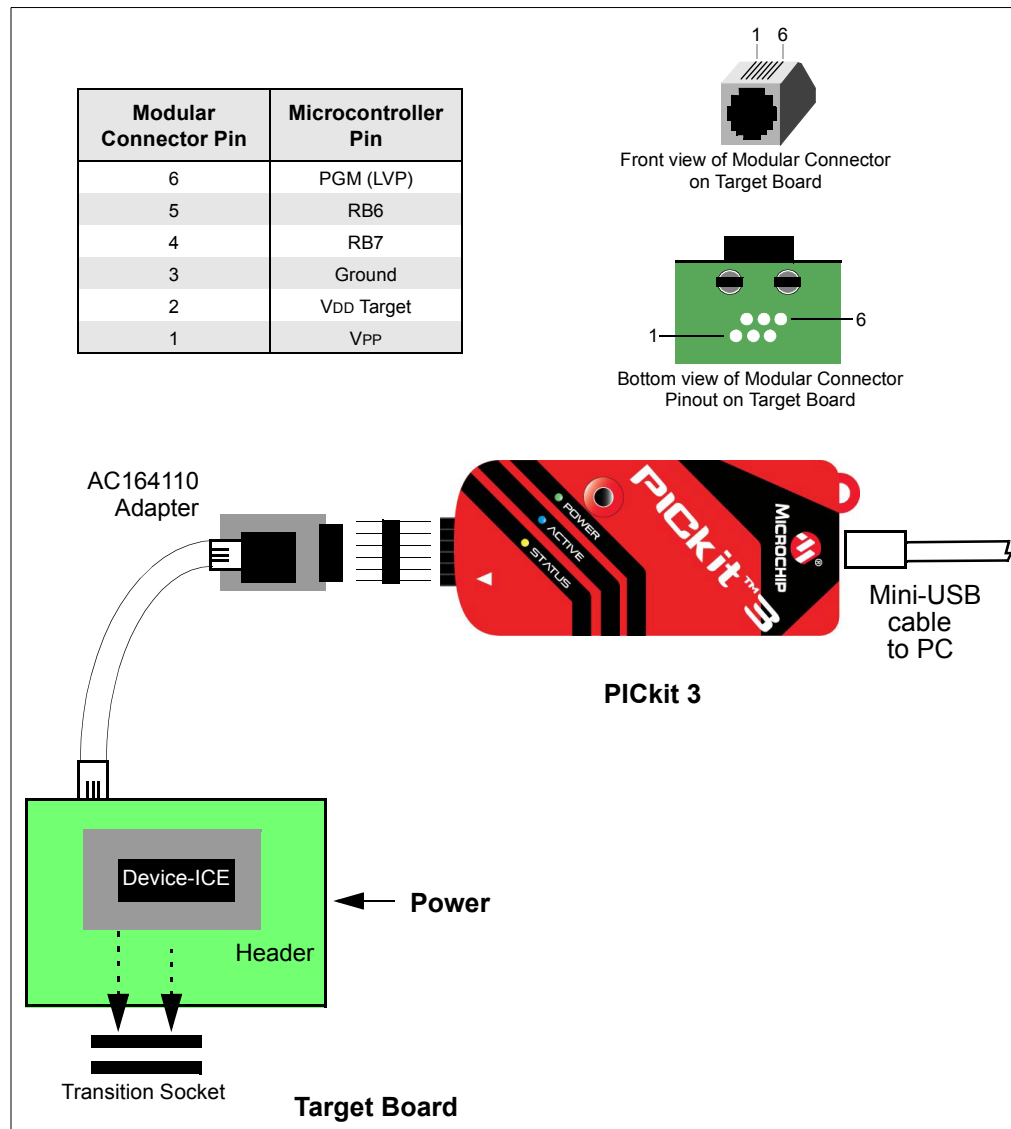 Modular Connector Pin
Microcontroller Pin
6 PGM (LVP)
5 RB6
4 RB7
3 Ground
2 VDD Target
1 VPP
1 6
Front view of Modular Connector
on Target Board
6
1
Bottom view of Modular Connector
Pinout on Target Board
AC164110
Adapter
POWER
ACTIVE
STATUS
PICkit™ 3
MICROCHIP
®
Mini-USB
cable
to PC
PICkit 3
Device-ICE
Power
Header
Transition Socket
Target Board